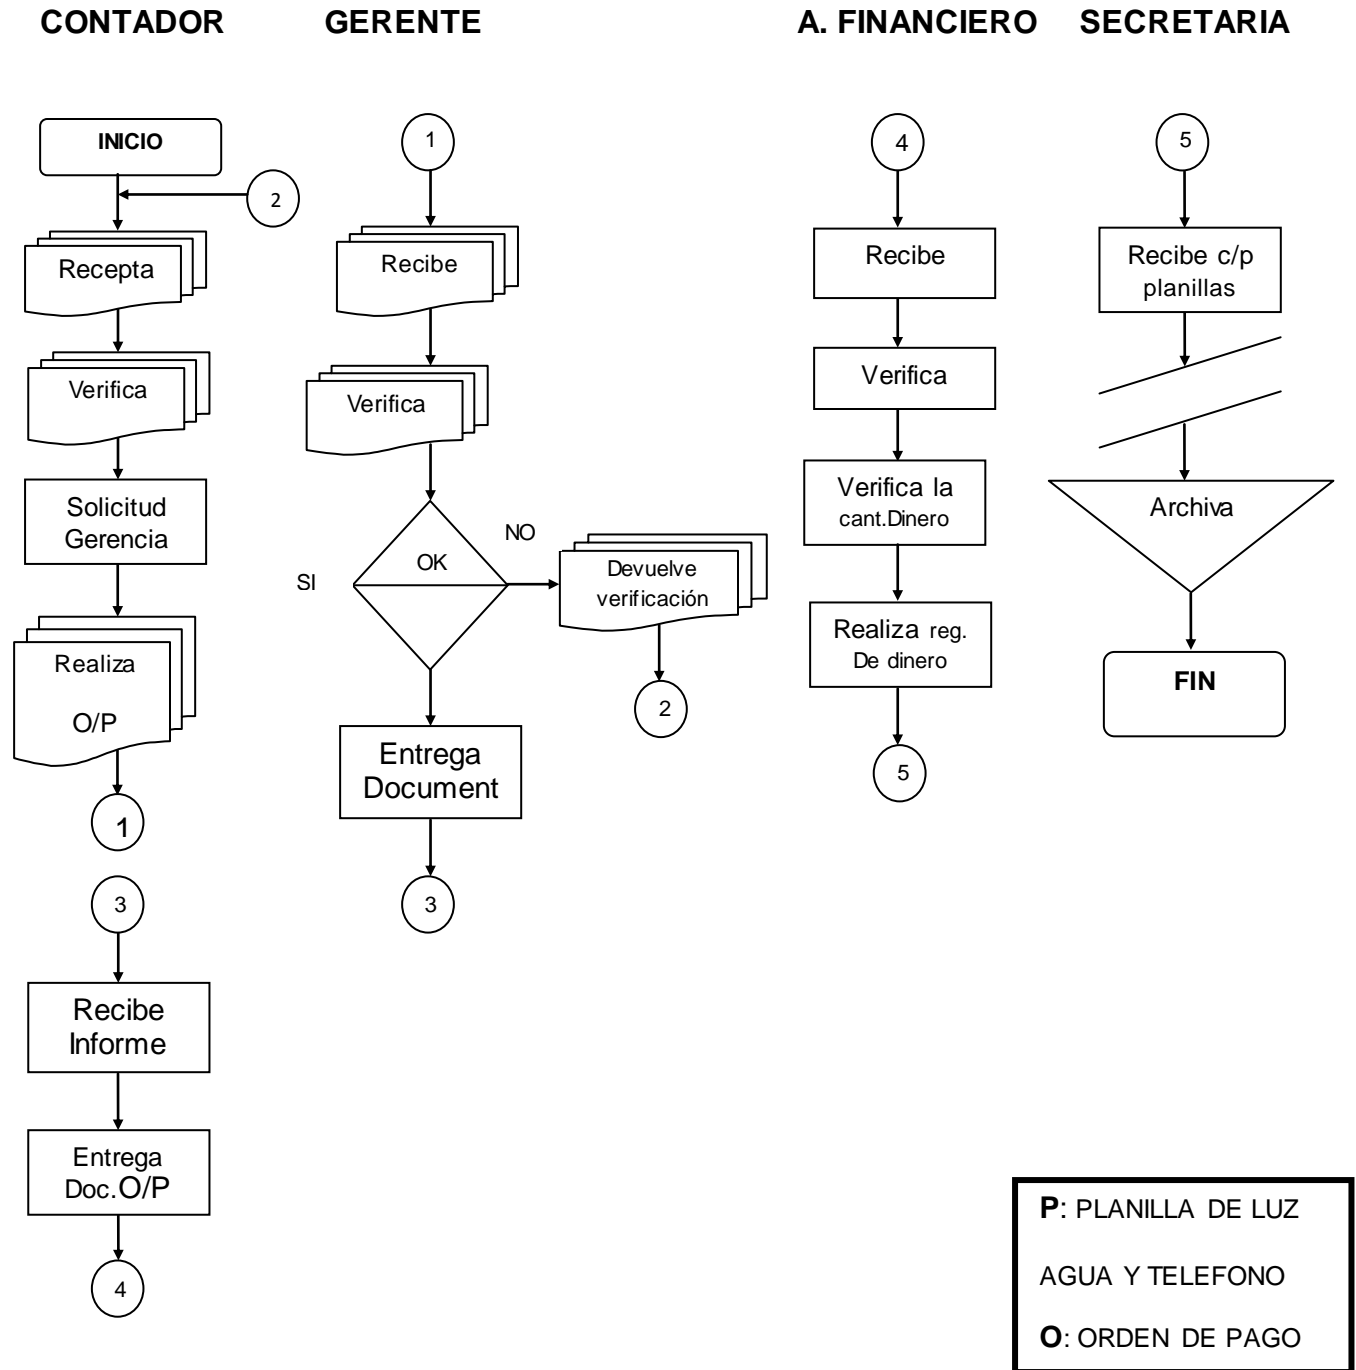 CONTADOR
GERENTE
A. FINANCIERO
SECRETARIA
INICIO
2
Recepta
Verifica
Solicitud
Gerencia
Realiza
O/P
1
3
Recibe
Informe
Entrega
Doc.O/P
4
1
Recibe
Verifica
OK
SI
NO
Devuelve
verificación
2
Entrega
Document
3
4
Recibe
Verifica
Verifica la
cant.Dinero
Realiza reg.
De dinero
5
5
Recibe c/p
planillas
Archiva
FIN
P: PLANILLA DE LUZ
AGUA Y TELEFONO
O: ORDEN DE PAGO